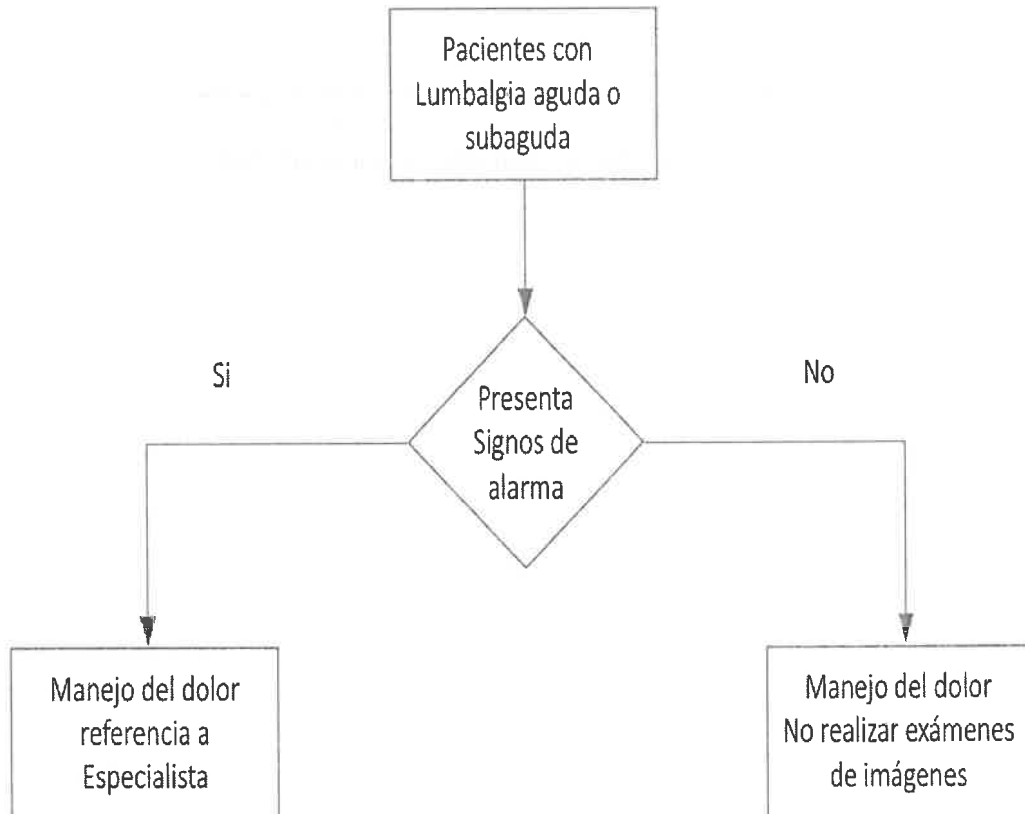 Pacientes con
Lumbalgia aguda o
subaguda
Si
No
Presenta
Signos de
alarma
Manejo del dolor
referencia a
Especialista
Manejo del dolor
No realizar exámenes
de imágenes